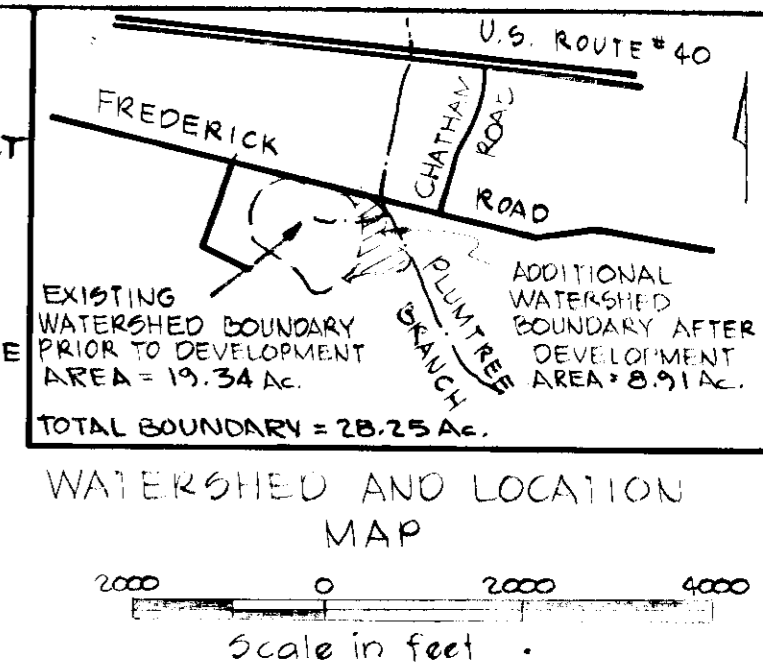 U.S. ROUTE #40
FREDERICK
CHATHAN
ROAD
ROAD
EXISTING
WATERSHED BOUNDARY
PRIOR TO DEVELOPMENT
AREA = 19.34 Ac.
PLUMTREE
BRANCH
ADDITIONAL
WATERSHED
BOUNDARY AFTER
DEVELOPMENT
AREA = 8.91 Ac.
TOTAL BOUNDARY = 28.25 Ac.
WATERSHED AND LOCATION
MAP
2000 0 2000 4000
Scale in feet .